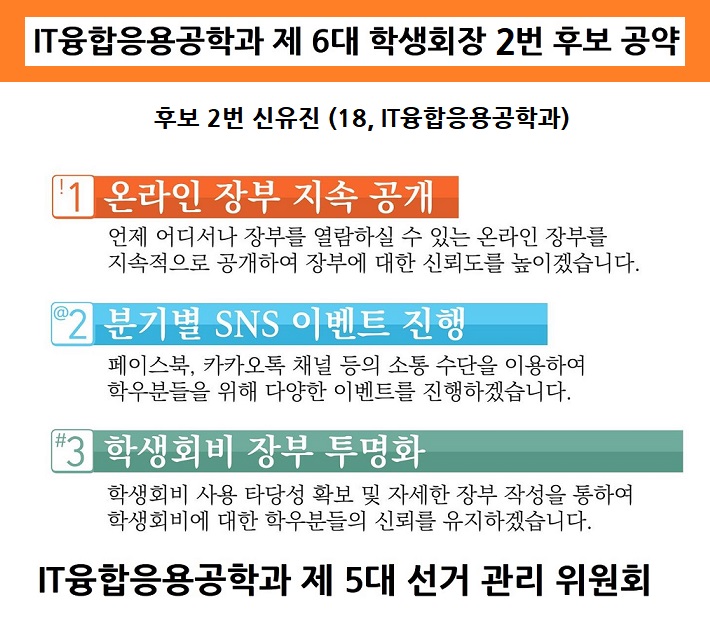 IT융합응용공학과 제 6대 학생회장 2번 후보 공약
후보 2번 신유진 (18, IT융합응용공학과)
!1 온라인 장부 지속 공개
언제 어디서나 장부를 열람하실 수 있는 온라인 장부를
지속적으로 공개하여 장부에 대한 신뢰도를 높이겠습니다.
@2 분기별 SNS 이벤트 진행
페이스북, 카카오톡 채널 등의 소통 수단을 이용하여
학우분들을 위해 다양한 이벤트를 진행하겠습니다.
#3 학생회비 장부 투명화
학생회비 사용 타당성 확보 및 자세한 장부 작성을 통하여
학생회비에 대한 학우분들의 신뢰를 유지하겠습니다.
IT융합응용공학과 제 5대 선거 관리 위원회